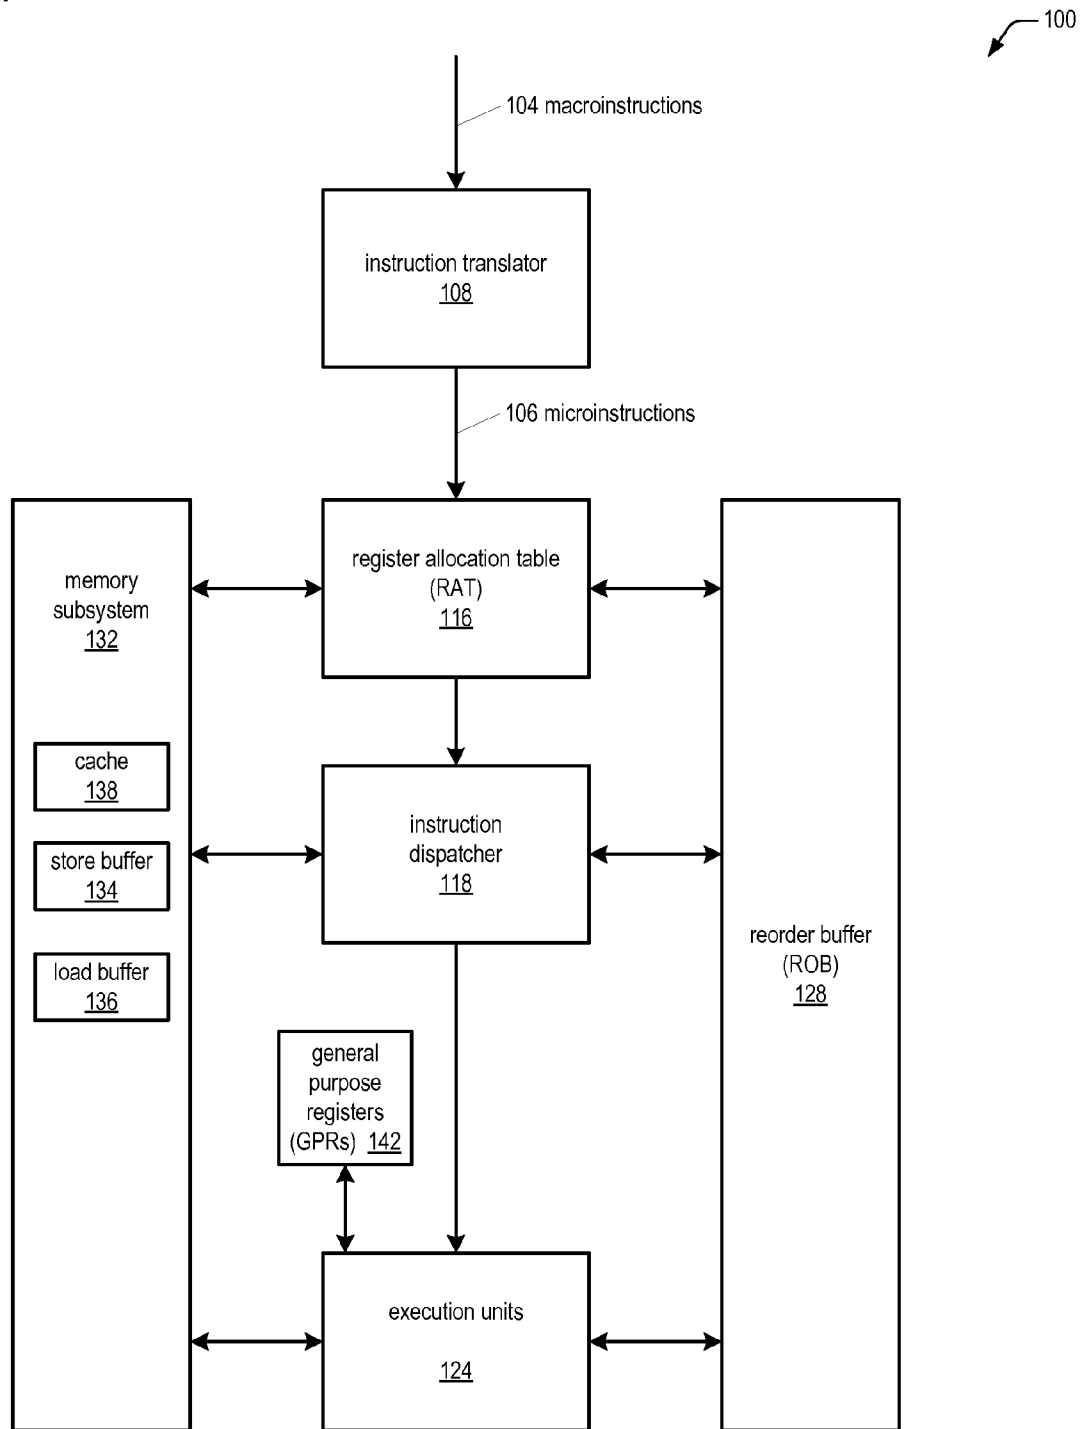 100
104 macroinstructions
instruction translator
108
106 microinstructions
memory
subsystem
132
register allocation table
(RAT)
116
cache
138
store buffer
134
load buffer
136
instruction
dispatcher
118
reorder buffer
(ROB)
128
general
purpose
registers
(GPRs) 142
execution units
124